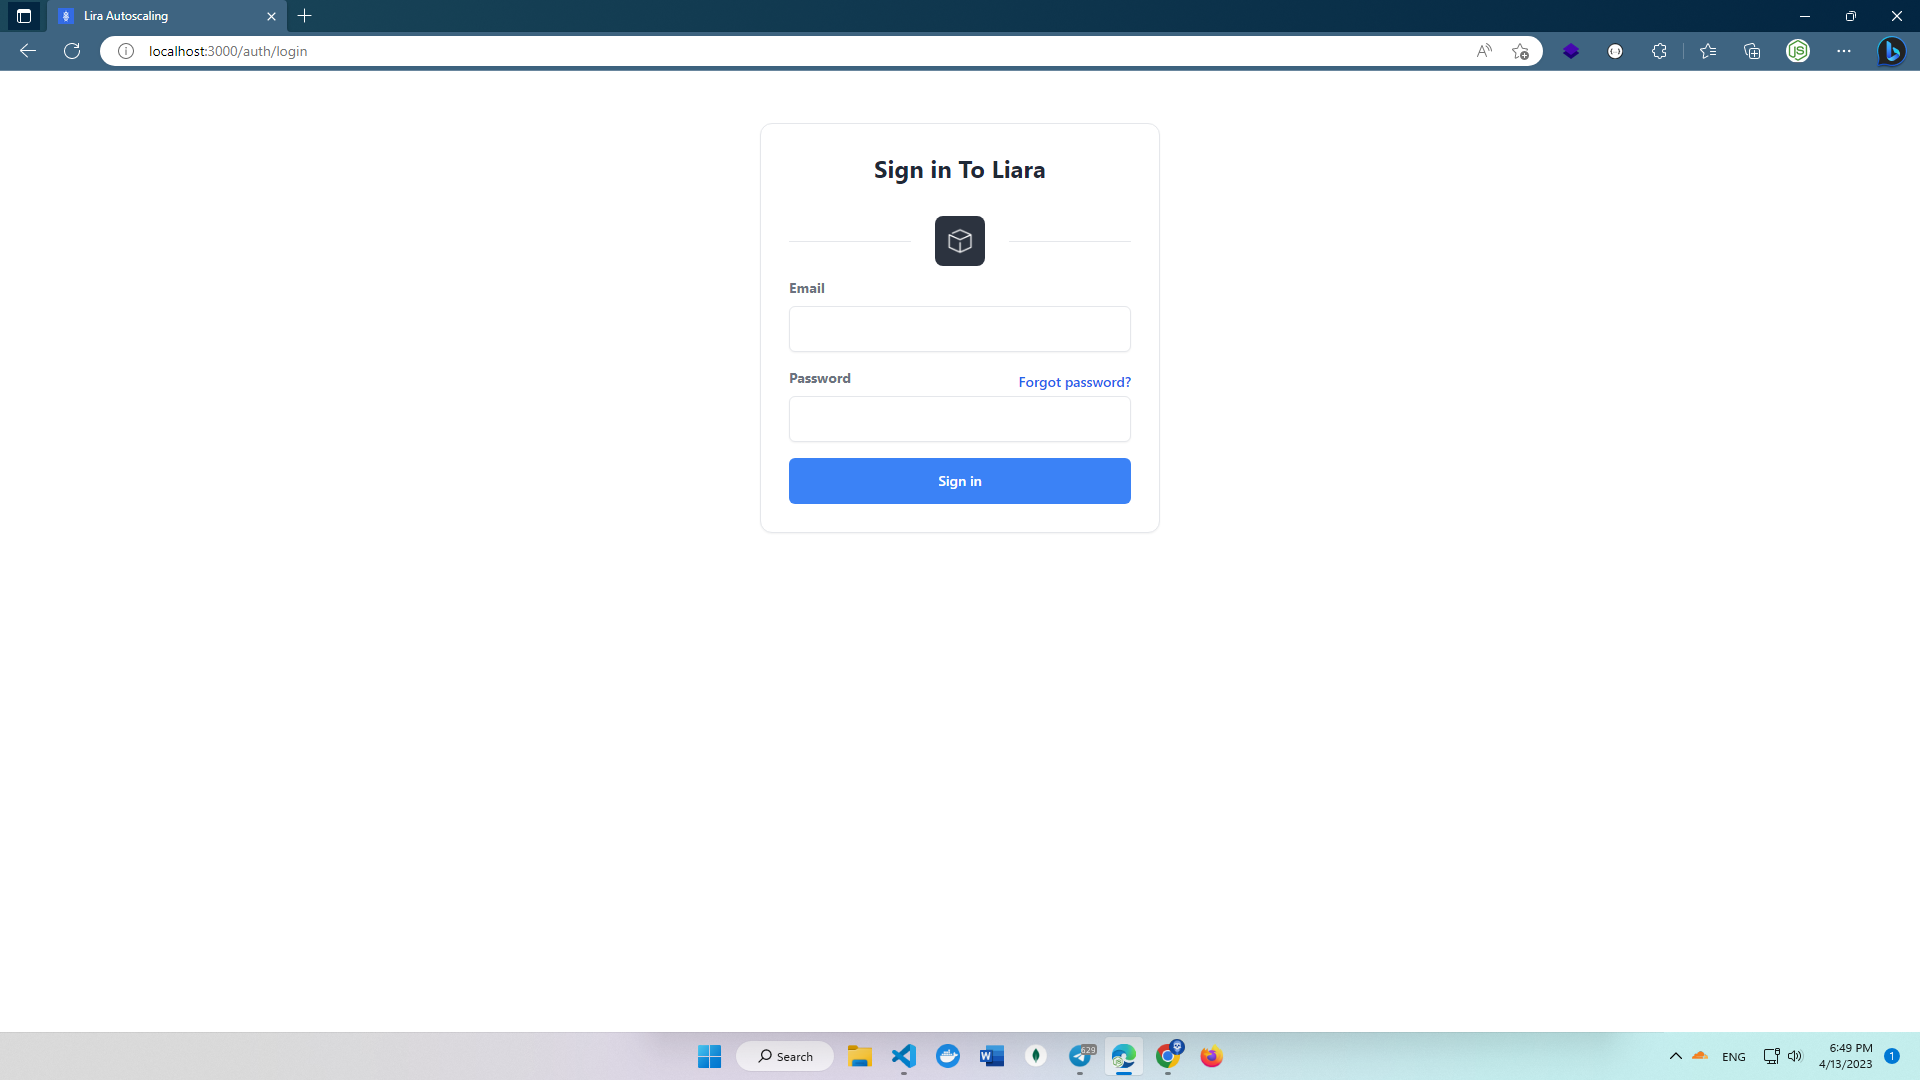 Lira Autoscaling
localhost:3000/auth/login
Sign in To Liara
Email
Password
Forgot password?
Sign in
Search
629
ENG
6:49 PM
4/13/2023
1